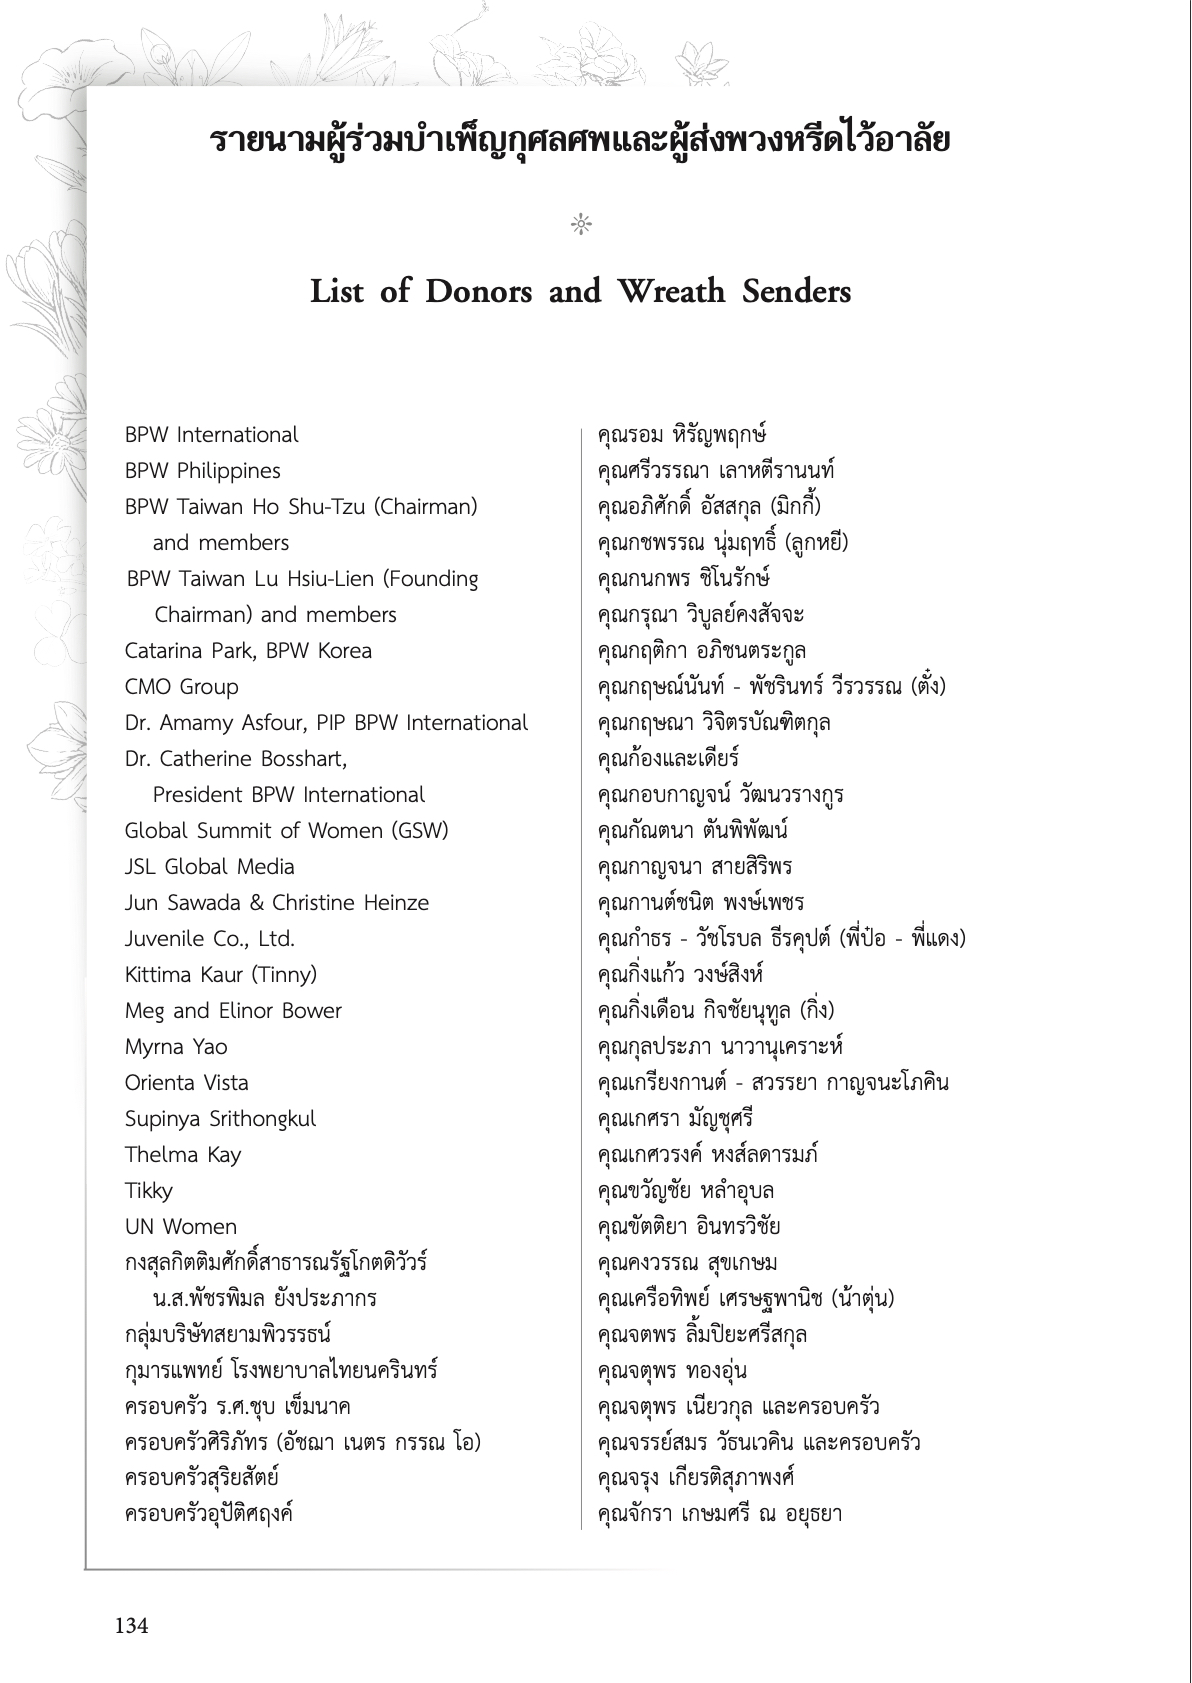 รายนามผู้ร่วมบำเพ็ญกุศลศพและผู้ส่งพวงหรีดไว้อาลัย
List of Donors and Wreath Senders
BPW International
BPW Philippines
BPW Taiwan Ho Shu-Tzu (Chairman)
and members
BPW Taiwan Lu Hsiu-Lien (Founding
Chairman) and members
Catarina Park, BPW Korea
CMO Group
Dr. Amamy Asfour, PIP BPW International
Dr. Catherine Bosshart,
President BPW International
Global Summit of Women (GSW)
JSL Global Media
Jun Sawada & Christine Heinze
Juvenile Co., Ltd.
Kittima Kaur (Tinny)
Meg and Elinor Bower
Myrna Yao
Orienta Vista
Supinya Srithongkul
Thelma Kay
Tikky
UN Women
กงสุลกิตติมศักดิ์สาธารณรัฐโกตดิวัวร์
น.ส.พัชรพิมล ยังประภากร
กลุ่มบริษัทสยามพิวรรธน์
กุมารแพทย์ โรงพยาบาลไทยนครินทร์
ครอบครัว ร.ศ.ชุบ เข็มนาค
ครอบครัวศิริภัทร (อัชฌา เนตร กรรณ โอ)
ครอบครัวสุริยสัตย์
ครอบครัวอุปัติศฤงค์
คุณรอม หิรัญพฤกษ์
คุณศรีวรรณา เลาหตีรานนท์
คุณอภิศักดิ์ อัสสกุล (มิกกี้)
คุณกชพรรณ นุ่มฤทธิ์ (ลูกหยี)
คุณกนกพร ชิโนรักษ์
คุณกรุณา วิบูลย์คงสัจจะ
คุณกฤติกา อภิชนตระกูล
คุณกฤษณ์นันท์ - พัชรินทร์ วีรวรรณ (ตั๋ง)
คุณกฤษณา วิจิตรบัณฑิตกุล
คุณก้องและเดียร์
คุณกอบกาญจน์ วัฒนวรางกูร
คุณกัณตนา ตันพิพัฒน์
คุณกาญจนา สายสิริพร
คุณกานต์ชนิต พงษ์เพชร
คุณกำธร - วัชโรบล ธีรคุปต์ (พี่ป๋อ - พี่แดง)
คุณกิ่งแก้ว วงษ์สิงห์
คุณกิ่งเดือน กิจชัยนุทูล (กิ่ง)
คุณกุลประภา นาวานุเคราะห์
คุณเกรียงกานต์ - สวรรยา กาญจนะโภคิน
คุณเกศรา มัญชุศรี
คุณเกศวรงค์ หงส์ลดารมภ์
คุณขวัญชัย หลำอุบล
คุณขัตติยา อินทรวิชัย
คุณคงวรรณ สุขเกษม
คุณเครือทิพย์ เศรษฐพานิช (น้าตุ่น)
คุณจตพร ลิ้มปิยะศรีสกุล
คุณจตุพร ทองอุ่น
คุณจตุพร เนียวกุล และครอบครัว
คุณจรรย์สมร วัธนเวคิน และครอบครัว
คุณจรุง เกียรติสุภาพงศ์
คุณจักรา เกษมศรี ณ อยุธยา
134